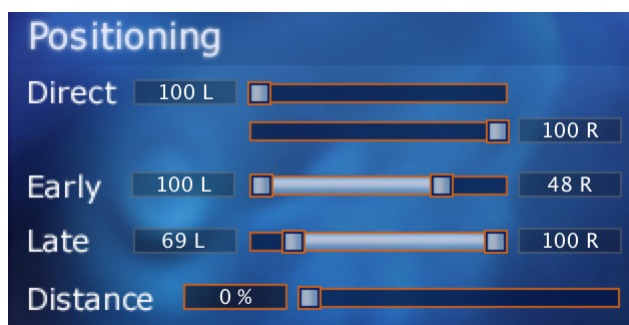 Positioning
Direct 100 L
100 R
Early 100 L 48 R
Late 69 L 100 R
Distance 0 %